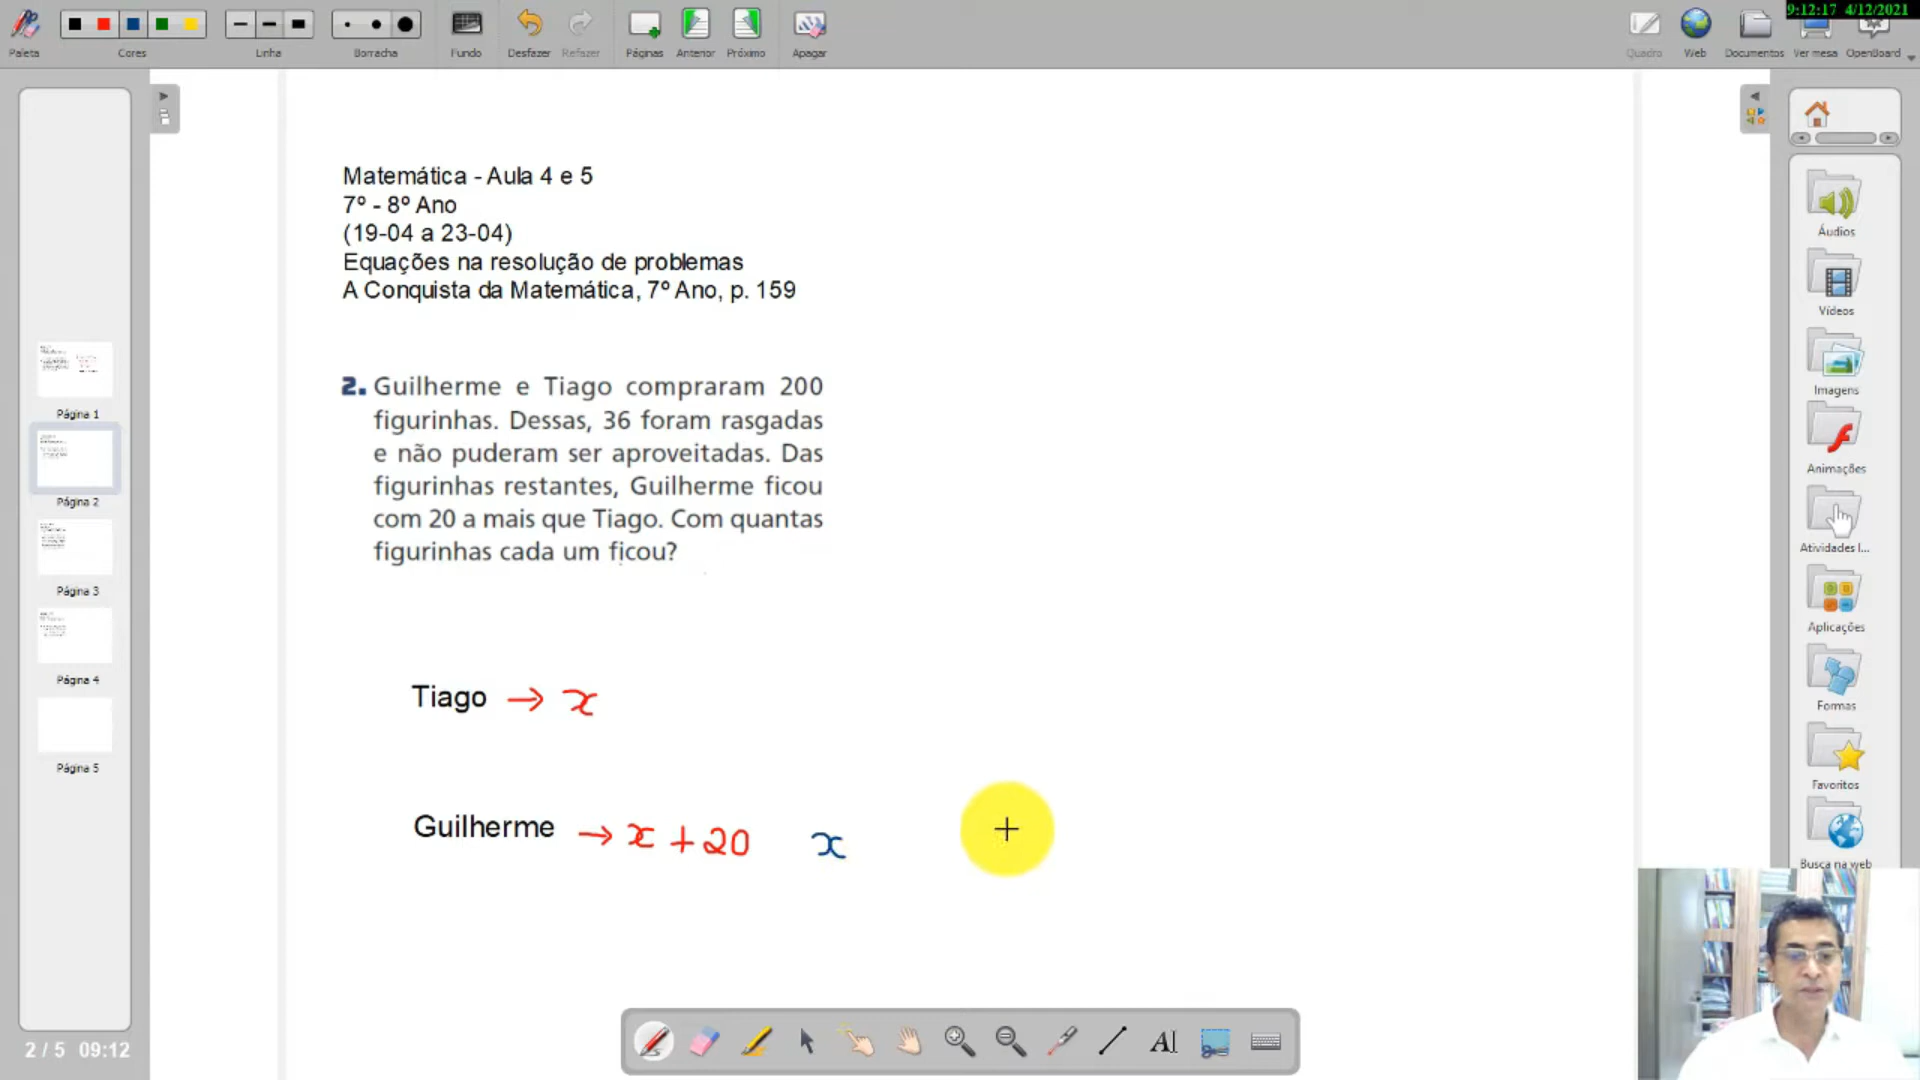 9:12:17 4/12/2021
Paleta
Cores
Linha
Borracha
Fundo
Desfazer
Refazer
Páginas
Anterior
Próximo
Apagar
Quadro
Web
Documentos
Ver mesa
OpenBoard
Matemática - Aula 4 e 5
7º - 8º Ano
(19-04 a 23-04)
Equações na resolução de problemas
A Conquista da Matemática, 7º Ano, p. 159
2. Guilherme e Tiago compraram 200
figurinhas. Dessas, 36 foram rasgadas
e não puderam ser aproveitadas. Das
figurinhas restantes, Guilherme ficou
com 20 a mais que Tiago. Com quantas
figurinhas cada um ficou?
Tiago → x
Guilherme → x + 20 x
Página 1
Página 2
Página 3
Página 4
Página 5
2 / 5 09:12
Áudios
Vídeos
Imagens
Animações
Atividades I...
Aplicações
Formas
Favoritos
Busca na web
AI